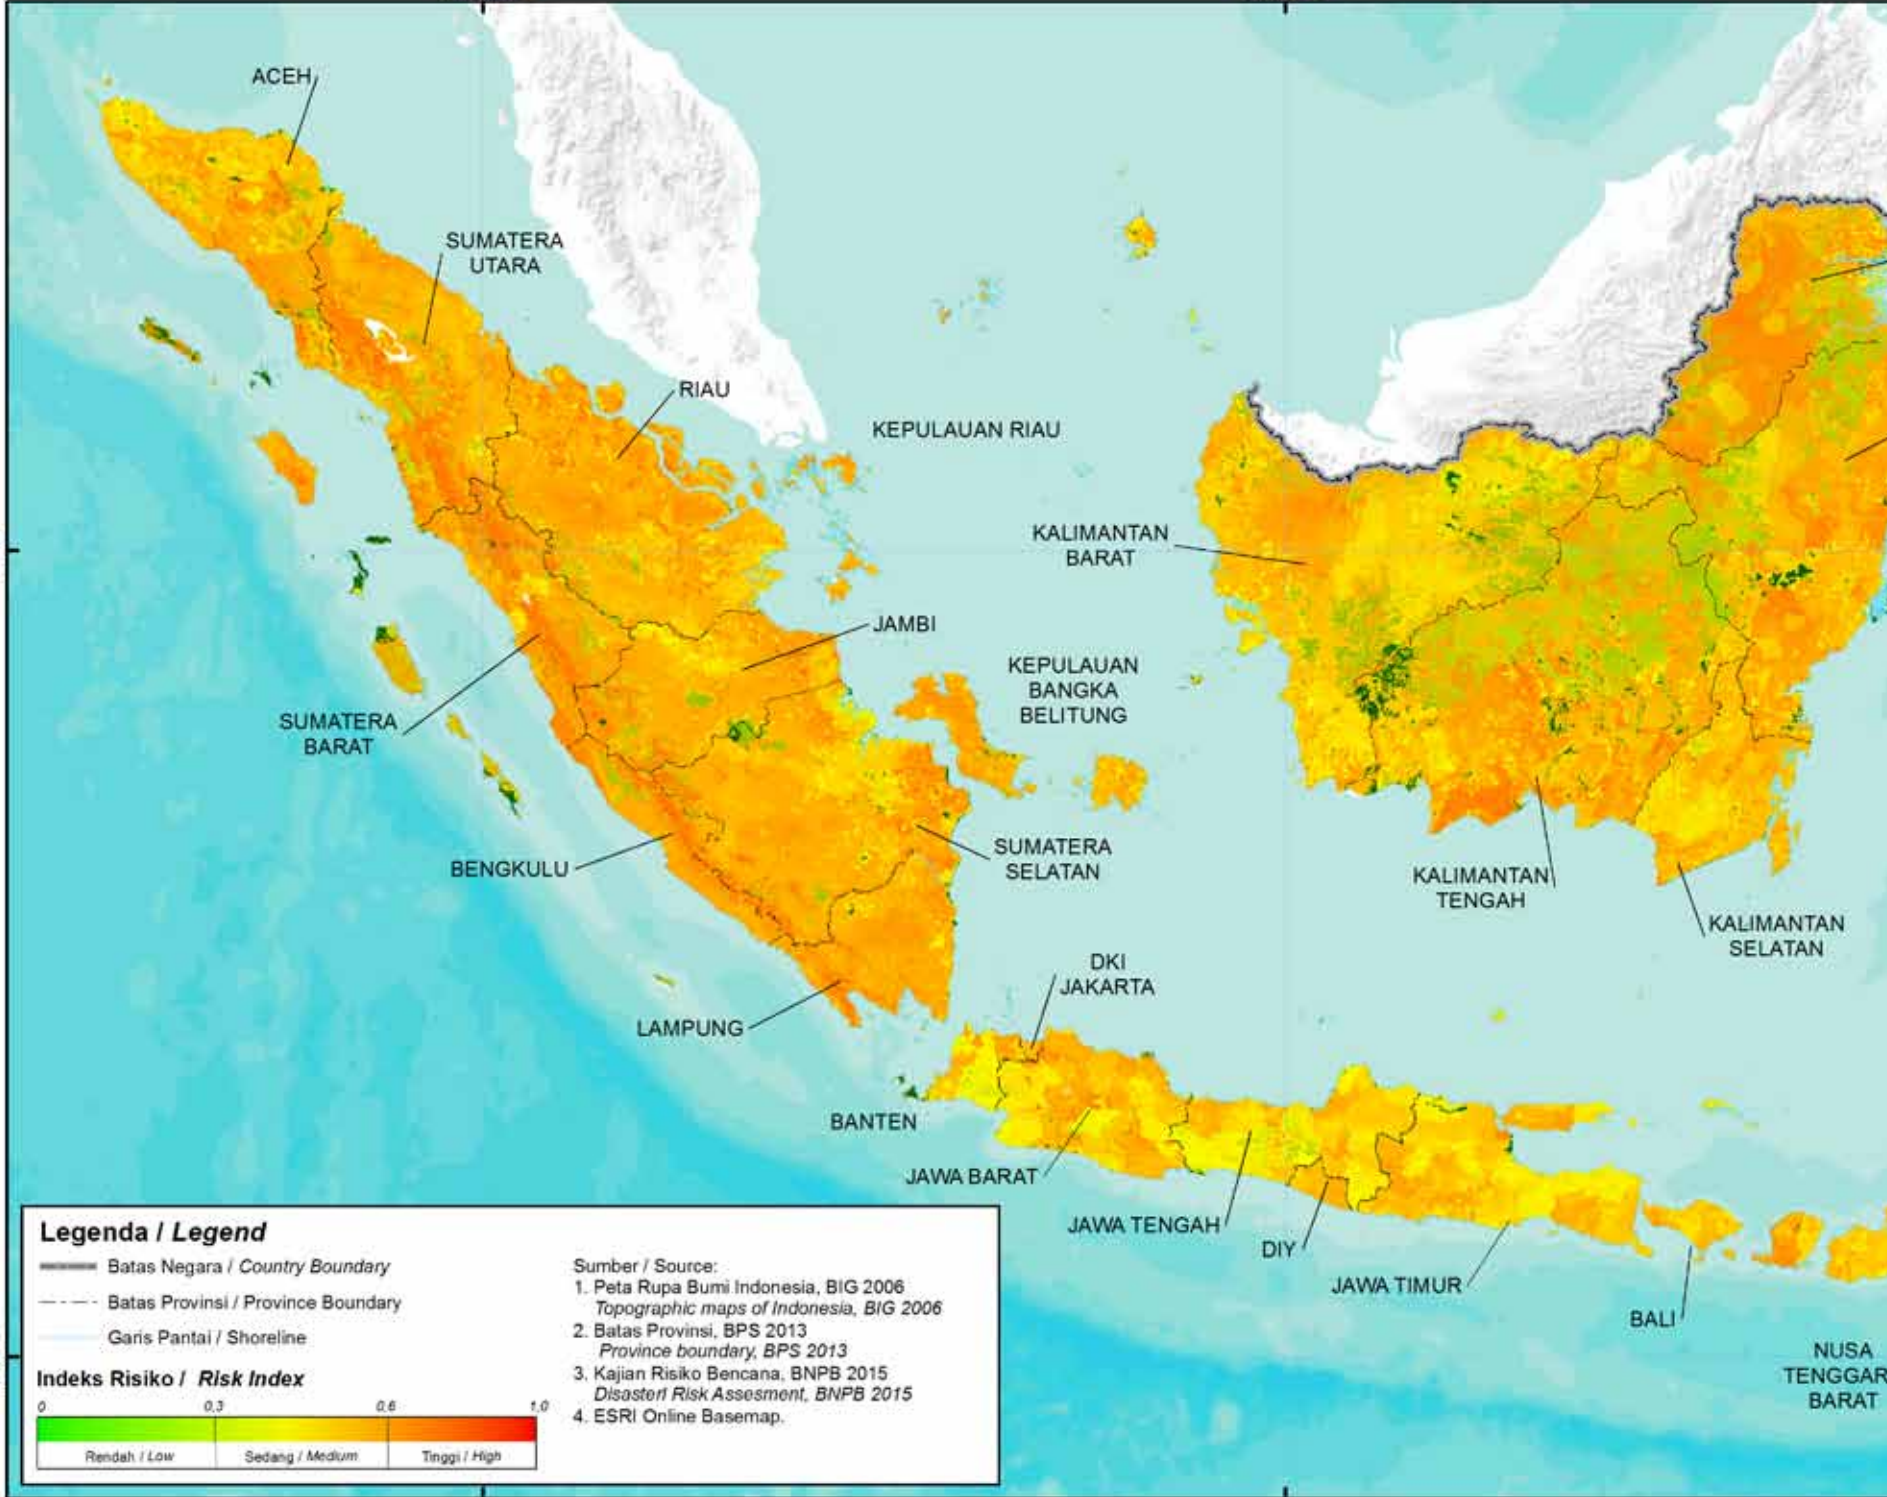 ACEH
SUMATERA
UTARA
RIAU
KEPULAUAN RIAU
KALIMANTAN
BARAT
JAMBI
KEPULAUAN
BANGKA
BELITUNG
SUMATERA
BARAT
BENGKULU
SUMATERA
SELATAN
KALIMANTAN
TENGAH
KALIMANTAN
SELATAN
DKI
JAKARTA
LAMPUNG
BANTEN
JAWA BARAT
JAWA TENGAH
DIY
JAWA TIMUR
BALI
NUSA
TENGGAR
BARAT
Legenda / Legend
Batas Negara / Country Boundary
Batas Provinsi / Province Boundary
Garis Pantai / Shoreline
Indeks Risiko / Risk Index
0 0,3 0,6 1,0
Rendah / Low Sedang / Medium Tinggi / High
Sumber / Source:
1. Peta Rupa Bumi Indonesia, BIG 2006
Topographic maps of Indonesia, BIG 2006
2. Batas Provinsi, BPS 2013
Province boundary, BPS 2013
3. Kajian Risiko Bencana, BNPB 2015
Disasterl Risk Assesment, BNPB 2015
4. ESRI Online Basemap.